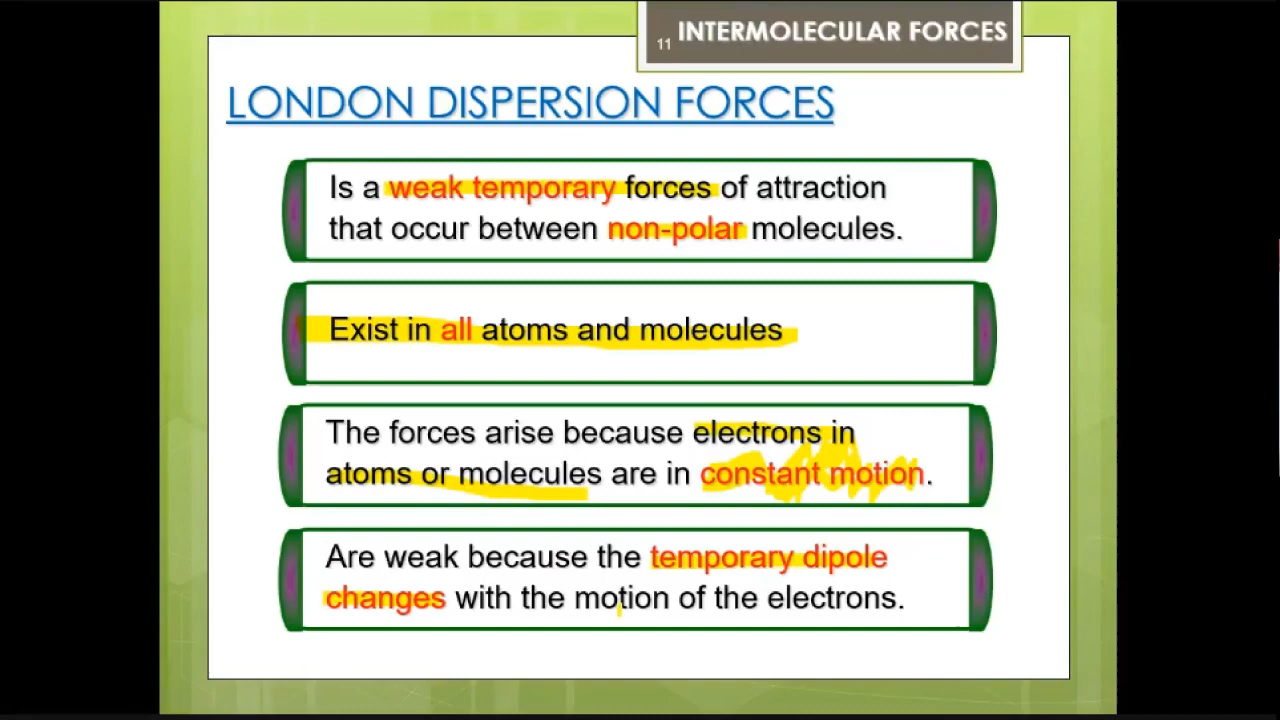 11 INTERMOLECULAR FORCES
LONDON DISPERSION FORCES
Is a weak temporary forces of attraction
that occur between non-polar molecules.
Exist in all atoms and molecules
The forces arise because electrons in
atoms or molecules are in constant motion.
Are weak because the temporary dipole
changes with the motion of the electrons.